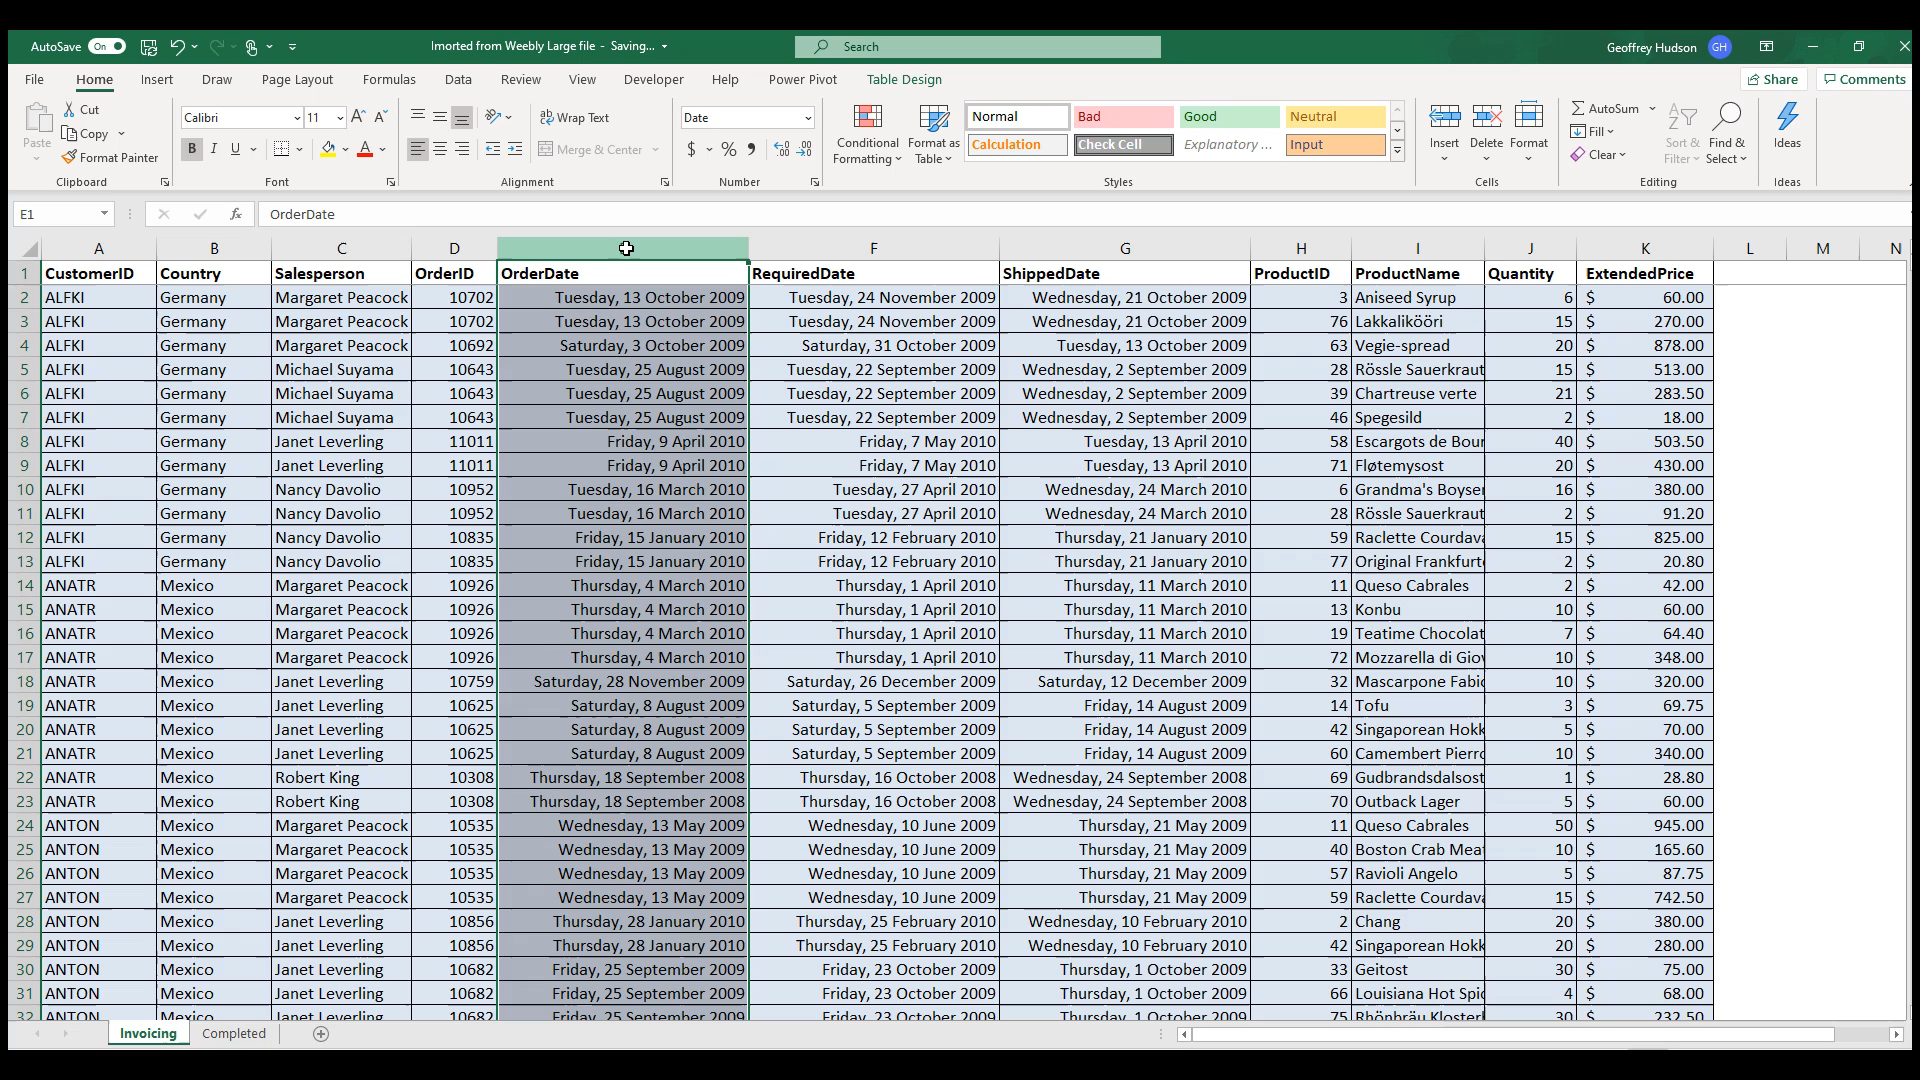 AutoSave On Imorted from Weebly Large file - Saving... Search Geoffrey Hudson GH
File Home Insert Draw Page Layout Formulas Data Review View Developer Help Power Pivot Table Design Share Comments
Paste Cut Copy Format Painter Clipboard
Calibri 11 B I U Font
Wrap Text Merge & Center Alignment
Date $ % Number
Conditional Formatting Format as Table
Normal Bad Good Neutral
Calculation Check Cell Explanatory ... Input
Styles
Insert Delete Format Cells
AutoSum Fill Clear Sort & Filter Find & Select Editing
Ideas Ideas
E1 fx OrderDate
A B C D F G H I J K L M N
1 CustomerID Country Salesperson OrderID OrderDate RequiredDate ShippedDate ProductID ProductName Quantity ExtendedPrice
2 ALFKI Germany Margaret Peacock 10702 Tuesday, 13 October 2009 Tuesday, 24 November 2009 Wednesday, 21 October 2009 3 Aniseed Syrup 6 $ 60.00
3 ALFKI Germany Margaret Peacock 10702 Tuesday, 13 October 2009 Tuesday, 24 November 2009 Wednesday, 21 October 2009 76 Lakkalikööri 15 $ 270.00
4 ALFKI Germany Margaret Peacock 10692 Saturday, 3 October 2009 Saturday, 31 October 2009 Tuesday, 13 October 2009 63 Vegie-spread 20 $ 878.00
5 ALFKI Germany Michael Suyama 10643 Tuesday, 25 August 2009 Tuesday, 22 September 2009 Wednesday, 2 September 2009 28 Rössle Sauerkraut 15 $ 513.00
6 ALFKI Germany Michael Suyama 10643 Tuesday, 25 August 2009 Tuesday, 22 September 2009 Wednesday, 2 September 2009 39 Chartreuse verte 21 $ 283.50
7 ALFKI Germany Michael Suyama 10643 Tuesday, 25 August 2009 Tuesday, 22 September 2009 Wednesday, 2 September 2009 46 Spegesild 2 $ 18.00
8 ALFKI Germany Janet Leverling 11011 Friday, 9 April 2010 Friday, 7 May 2010 Tuesday, 13 April 2010 58 Escargots de Bour 40 $ 503.50
9 ALFKI Germany Janet Leverling 11011 Friday, 9 April 2010 Friday, 7 May 2010 Tuesday, 13 April 2010 71 Fløtemysost 20 $ 430.00
10 ALFKI Germany Nancy Davolio 10952 Tuesday, 16 March 2010 Tuesday, 27 April 2010 Wednesday, 24 March 2010 6 Grandma's Boysen 16 $ 380.00
11 ALFKI Germany Nancy Davolio 10952 Tuesday, 16 March 2010 Tuesday, 27 April 2010 Wednesday, 24 March 2010 28 Rössle Sauerkraut 2 $ 91.20
12 ALFKI Germany Nancy Davolio 10835 Friday, 15 January 2010 Friday, 12 February 2010 Thursday, 21 January 2010 59 Raclette Courdava 15 $ 825.00
13 ALFKI Germany Nancy Davolio 10835 Friday, 15 January 2010 Friday, 12 February 2010 Thursday, 21 January 2010 77 Original Frankfurt 2 $ 20.80
14 ANATR Mexico Margaret Peacock 10926 Thursday, 4 March 2010 Thursday, 1 April 2010 Thursday, 11 March 2010 11 Queso Cabrales 2 $ 42.00
15 ANATR Mexico Margaret Peacock 10926 Thursday, 4 March 2010 Thursday, 1 April 2010 Thursday, 11 March 2010 13 Konbu 10 $ 60.00
16 ANATR Mexico Margaret Peacock 10926 Thursday, 4 March 2010 Thursday, 1 April 2010 Thursday, 11 March 2010 19 Teatime Chocolat 7 $ 64.40
17 ANATR Mexico Margaret Peacock 10926 Thursday, 4 March 2010 Thursday, 1 April 2010 Thursday, 11 March 2010 72 Mozzarella di Giov 10 $ 348.00
18 ANATR Mexico Janet Leverling 10759 Saturday, 28 November 2009 Saturday, 26 December 2009 Saturday, 12 December 2009 32 Mascarpone Fabio 10 $ 320.00
19 ANATR Mexico Janet Leverling 10625 Saturday, 8 August 2009 Saturday, 5 September 2009 Friday, 14 August 2009 14 Tofu 3 $ 69.75
20 ANATR Mexico Janet Leverling 10625 Saturday, 8 August 2009 Saturday, 5 September 2009 Friday, 14 August 2009 42 Singaporean Hokk 5 $ 70.00
21 ANATR Mexico Janet Leverling 10625 Saturday, 8 August 2009 Saturday, 5 September 2009 Friday, 14 August 2009 60 Camembert Pierro 10 $ 340.00
22 ANATR Mexico Robert King 10308 Thursday, 18 September 2008 Thursday, 16 October 2008 Wednesday, 24 September 2008 69 Gudbrandsdalsost 1 $ 28.80
23 ANATR Mexico Robert King 10308 Thursday, 18 September 2008 Thursday, 16 October 2008 Wednesday, 24 September 2008 70 Outback Lager 5 $ 60.00
24 ANTON Mexico Margaret Peacock 10535 Wednesday, 13 May 2009 Wednesday, 10 June 2009 Thursday, 21 May 2009 11 Queso Cabrales 50 $ 945.00
25 ANTON Mexico Margaret Peacock 10535 Wednesday, 13 May 2009 Wednesday, 10 June 2009 Thursday, 21 May 2009 40 Boston Crab Meat 10 $ 165.60
26 ANTON Mexico Margaret Peacock 10535 Wednesday, 13 May 2009 Wednesday, 10 June 2009 Thursday, 21 May 2009 57 Ravioli Angelo 5 $ 87.75
27 ANTON Mexico Margaret Peacock 10535 Wednesday, 13 May 2009 Wednesday, 10 June 2009 Thursday, 21 May 2009 59 Raclette Courdava 15 $ 742.50
28 ANTON Mexico Janet Leverling 10856 Thursday, 28 January 2010 Thursday, 25 February 2010 Wednesday, 10 February 2010 2 Chang 20 $ 380.00
29 ANTON Mexico Janet Leverling 10856 Thursday, 28 January 2010 Thursday, 25 February 2010 Wednesday, 10 February 2010 42 Singaporean Hokk 20 $ 280.00
30 ANTON Mexico Janet Leverling 10682 Friday, 25 September 2009 Friday, 23 October 2009 Thursday, 1 October 2009 33 Geitost 30 $ 75.00
31 ANTON Mexico Janet Leverling 10682 Friday, 25 September 2009 Friday, 23 October 2009 Thursday, 1 October 2009 66 Louisiana Hot Spic 4 $ 68.00
32 ANTON Mexico Janet Leverling 10682 Friday, 25 September 2009 Friday, 23 October 2009 Thursday, 1 October 2009 75 Rhönbräu Klosterl 30 $ 232.50
Invoicing Completed